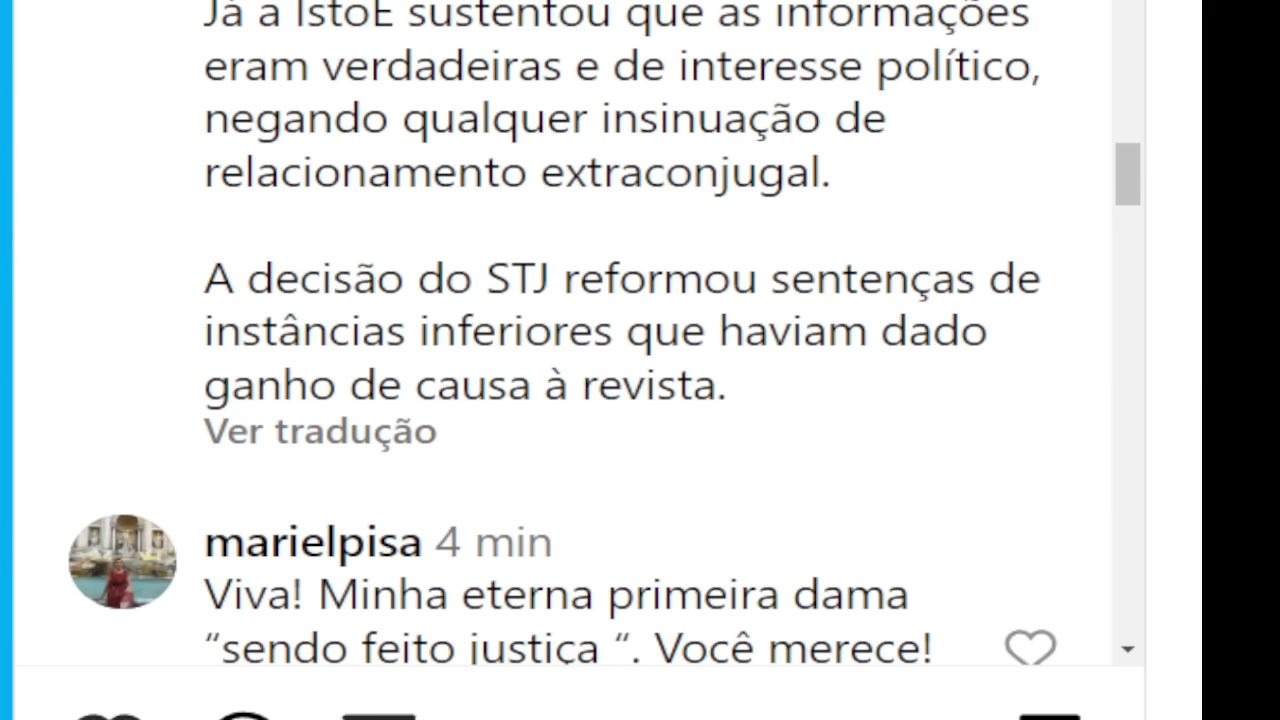 Já a IstoÉ sustentou que as informações
eram verdadeiras e de interesse político,
negando qualquer insinuação de
relacionamento extraconjugal.
A decisão do STJ reformou sentenças de
instâncias inferiores que haviam dado
ganho de causa à revista.
Ver tradução
marielpisa 4 min
Viva! Minha eterna primeira dama
“sendo feito justiça “. Você merece!